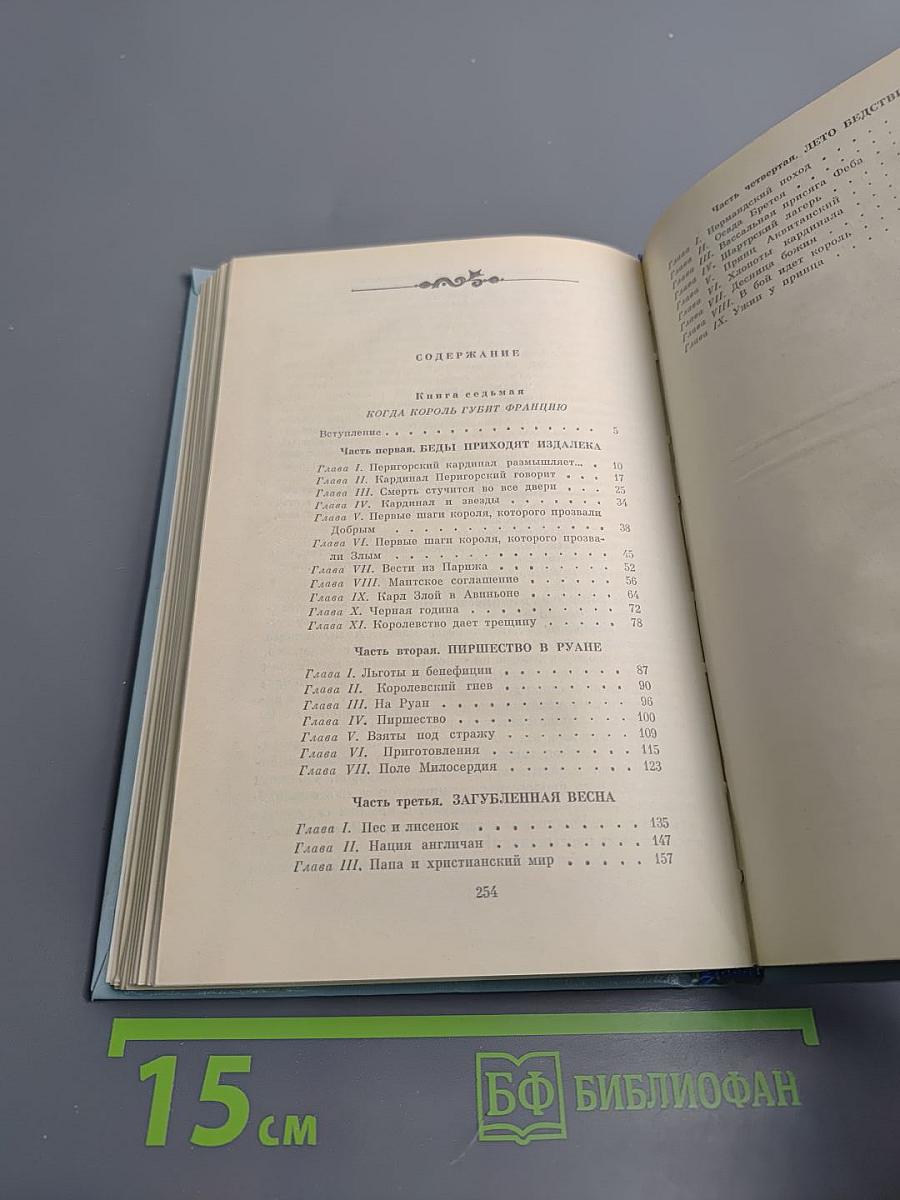 СОДЕРЖАНИЕ
Книга седьмая
КОГДА КОРОЛЬ ГУБИТ ФРАНЦИЮ
Вступление . . . . . . . . . . . . . . . . 5
Часть первая. БЕДЫ ПРИХОДЯТ ИЗДАЛЕКА
Глава I. Перигорский кардинал размышляет... . 10
Глава II. Кардинал Перигорский говорит . . . 17
Глава III. Смерть стучится во все двери . . . 25
Глава IV. Кардинал и звезды . . . . . . . 34
Глава V. Первые шаги короля, которого прозвали
Добрым . . . . . . . . . . . . . . 38
Глава VI. Первые шаги короля, которого прозва-
ли Злым . . . . . . . . . . . . . . 45
Глава VII. Вести из Парижа . . . . . . . . 52
Глава VIII. Мантское соглашение . . . . . . 56
Глава IX. Карл Злой в Авиньоне . . . . . . 64
Глава X. Черная година . . . . . . . . . . 72
Глава XI. Королевство дает трещину . . . . . 78
Часть вторая. ПИРШЕСТВО В РУАНЕ
Глава I. Льготы и бенефиции . . . . . . . . 87
Глава II. Королевский гнев . . . . . . . . 90
Глава III. На Руан . . . . . . . . . . . . 96
Глава IV. Пиршество . . . . . . . . . . . 100
Глава V. Взяты под стражу . . . . . . . . 109
Глава VI. Приготовления . . . . . . . . . 115
Глава VII. Поле Милосердия . . . . . . . . 123
Часть третья. ЗАГУБЛЕННАЯ ВЕСНА
Глава I. Пес и лисенок . . . . . . . . . . 135
Глава II. Нация англичан . . . . . . . . . 147
Глава III. Папа и христианский мир . . . . . 157
254
Часть четвертая. ЛЕТО БЕДСТВИ
Глава I. Нормандский поход . . . .
Глава II. Осада Бретея . . . . .
Глава III. Вассальная присяга Феба . .
Глава IV. Шартрский лагерь . . . .
Глава V. Принц Аквитанский . . . .
Глава VI. Хлопоты кардинала . . .
Глава VII. Десница божия . . . .
Глава VIII. В бой идет король . . .
Глава IX. Ужин у принца . . . .
15 см
БФ БИБЛИОФАН